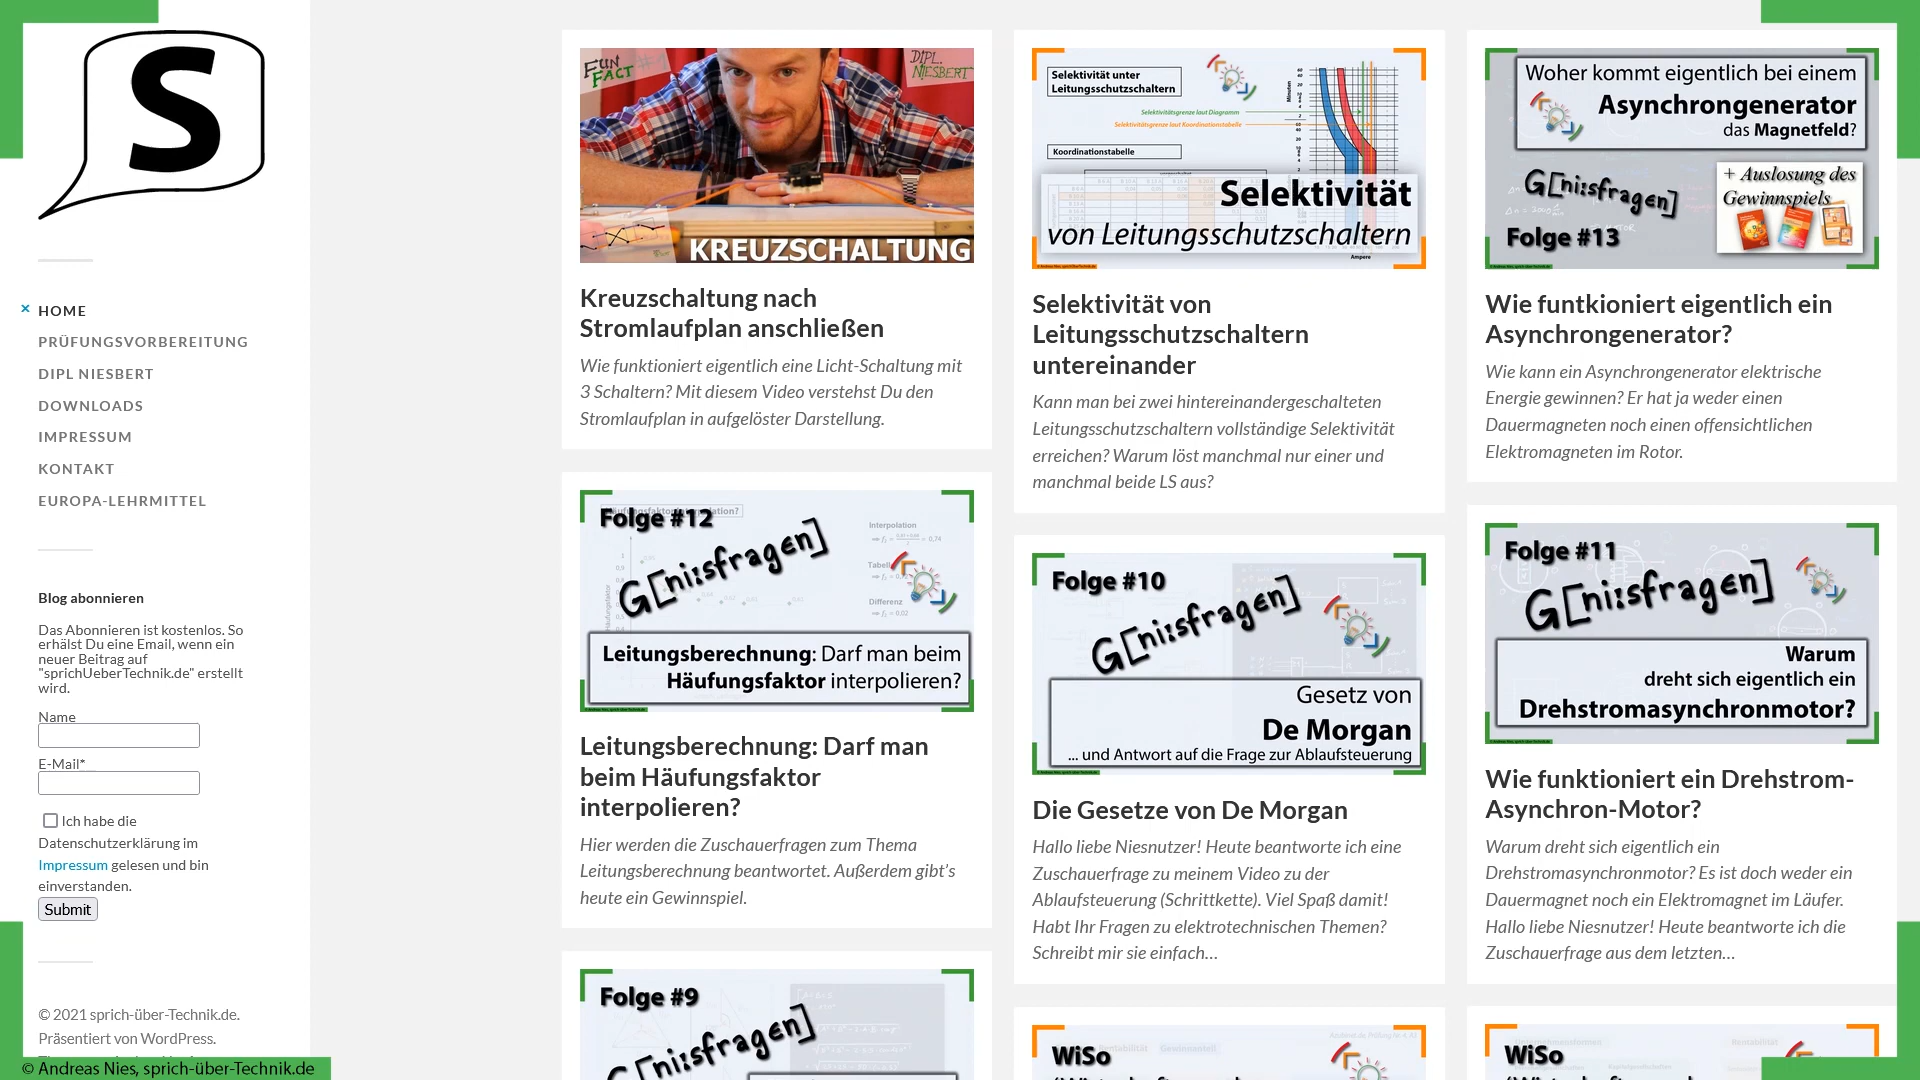 S
HOME
PRÜFUNGSVORBEREITUNG
DIPL NIESBERT
DOWNLOADS
IMPRESSUM
KONTAKT
EUROPA-LEHRMITTEL
Blog abonnieren
Das Abonnieren ist kostenlos. So
erhälst Du eine Email, wenn ein
neuer Beitrag auf
"sprichUeberTechnik.de" erstellt
wird.
Name
E-Mail*
Ich habe die
Datenschutzerklärung im
Impressum gelesen und bin
einverstanden.
Submit
© 2021 sprich-über-Technik.de.
Präsentiert von WordPress.
© Andreas Nies, sprich-über-Technik.de
FUN
FACT #4
DIPL.
NIESBERT
KREUZSCHALTUNG
Kreuzschaltung nach
Stromlaufplan anschließen
Wie funktioniert eigentlich eine Licht-Schaltung mit
3 Schaltern? Mit diesem Video verstehst Du den
Stromlaufplan in aufgelöster Darstellung.
Folge #12
G[ni:sfragen]
Interpolation
Differenz
Leitungsberechnung: Darf man beim
Häufungsfaktor interpolieren?
Leitungsberechnung: Darf man
beim Häufungsfaktor
interpolieren?
Hier werden die Zuschauerfragen zum Thema
Leitungsberechnung beantwortet. Außerdem gibt’s
heute ein Gewinnspiel.
Folge #9
G[ni:sfragen]
Selektivität unter
Leitungsschutzschaltern
Selektivitätsgrenze laut Diagramm
Selektivitätsgrenze laut Koordinationstabelle
Koordinationstabelle
Minuten
Selektivität
von Leitungsschutzschaltern
Ampere
Selektivität von
Leitungsschutzschaltern
untereinander
Kann man bei zwei hintereinandergeschalteten
Leitungsschutzschaltern vollständige Selektivität
erreichen? Warum löst manchmal nur einer und
manchmal beide LS aus?
Folge #10
G[ni:sfragen]
Gesetz von
De Morgan
... und Antwort auf die Frage zur Ablaufsteuerung
Die Gesetze von De Morgan
Hallo liebe Niesnutzer! Heute beantworte ich eine
Zuschauerfrage zu meinem Video zu der
Ablaufsteuerung (Schrittkette). Viel Spaß damit!
Habt Ihr Fragen zu elektrotechnischen Themen?
Schreibt mir sie einfach…
WiSo
Woher kommt eigentlich bei einem
Asynchrongenerator
das Magnetfeld?
G[ni:sfragen]
Folge #13
+ Auslosung des
Gewinnspiels
Wie funtkioniert eigentlich ein
Asynchrongenerator?
Wie kann ein Asynchrongenerator elektrische
Energie gewinnen? Er hat ja weder einen
Dauermagneten noch einen offensichtlichen
Elektromagneten im Rotor.
Folge #11
G[ni:sfragen]
Warum
dreht sich eigentlich ein
Drehstromasynchronmotor?
Wie funktioniert ein Drehstrom-
Asynchron-Motor?
Warum dreht sich eigentlich ein
Drehstromasynchronmotor? Es ist doch weder ein
Dauermagnet noch ein Elektromagnet im Läufer.
Hallo liebe Niesnutzer! Heute beantworte ich die
Zuschauerfrage aus dem letzten…
WiSo